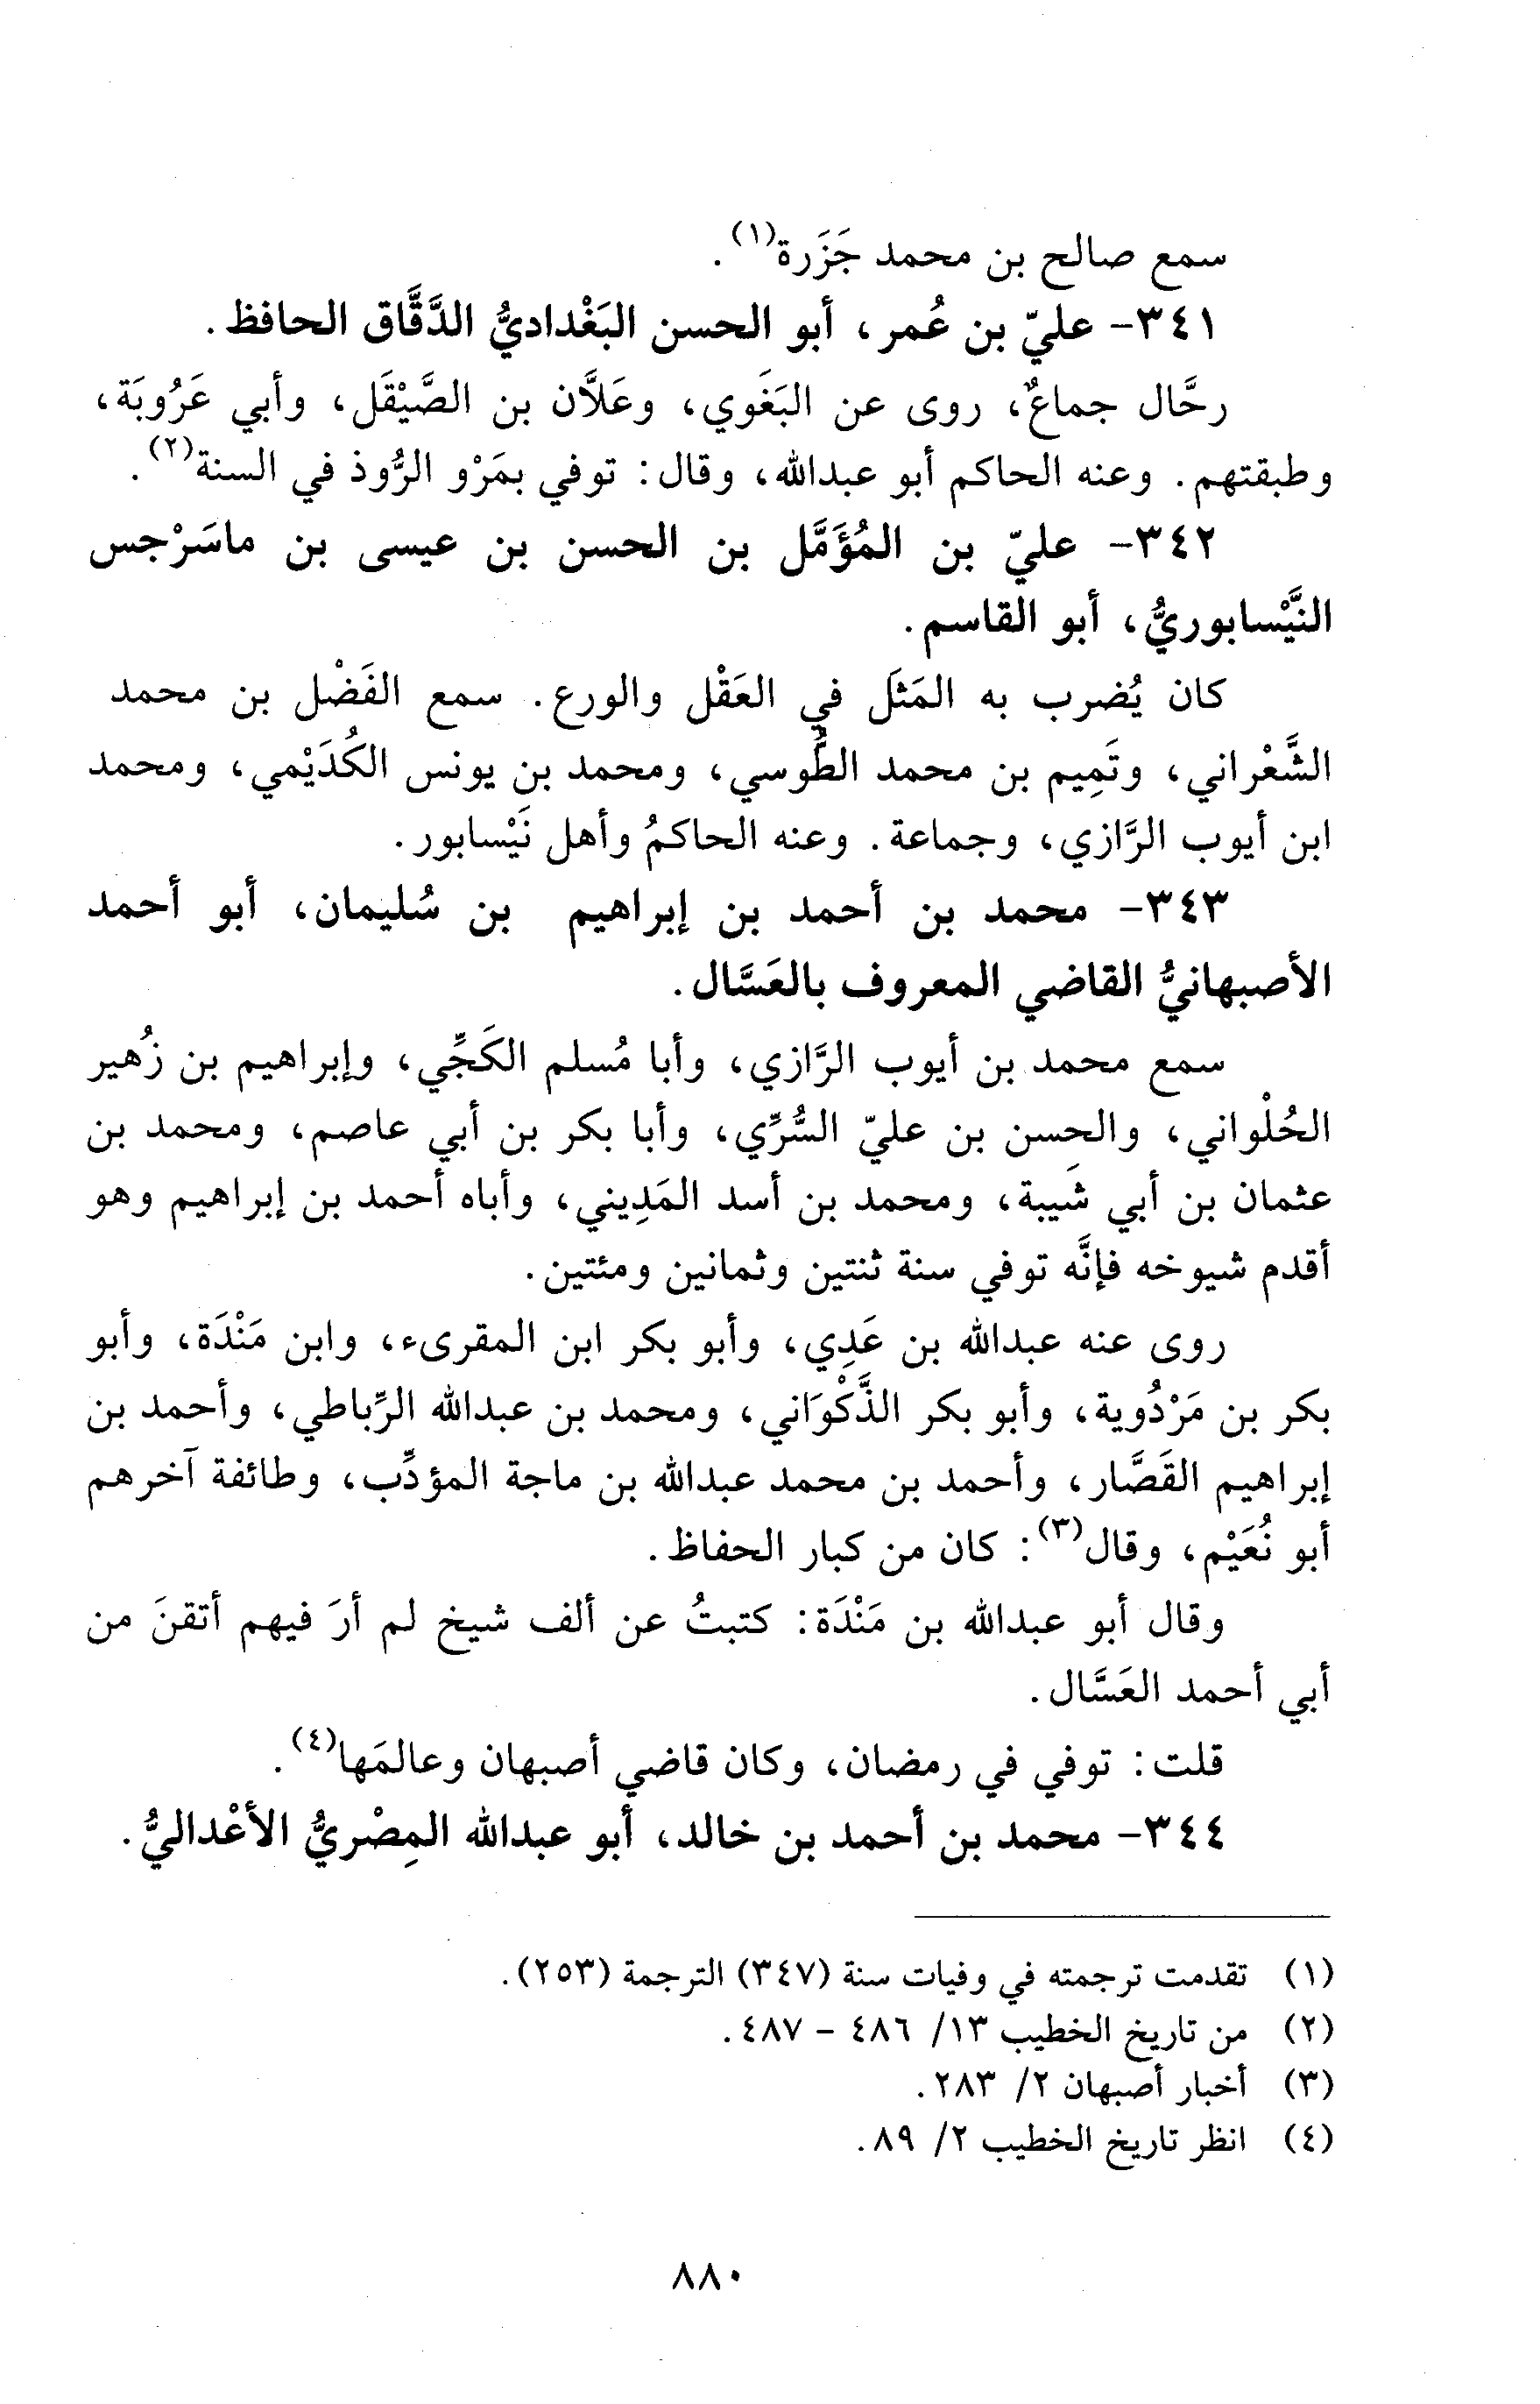 سمع صالح بن محمد جَزَرة(١).
٣٤١- عليّ بن عُمر، أبو الحسن البَغْداديُّ الدَّقَّاق الحافظ.
رحَّال جماعٌ، روى عن البَغَوي، وعَلاَّن بن الصَّيْقَل، وأبي عَرُوبَة،
وطبقتهم. وعنه الحاكم أبو عبدالله، وقال: توفي بمَرْو الرُّوذ في السنة(٢).
٣٤٢- عليّ بن المُؤَمَّل بن الحسن بن عيسى بن ماسَرْجس
النَّيْسابوريُّ، أبو القاسم.
كان يُضرب به المَثَل في العَقْل والورع. سمع الفَضْل بن محمد
الشَّعْراني، وتَمِيم بن محمد الطُّوسي، ومحمد بن يونس الكُدَيْمي، ومحمد
ابن أيوب الرَّازي، وجماعة. وعنه الحاكمُ وأهل نَيْسابور.
٣٤٣- محمد بن أحمد بن إبراهيم بن سُليمان، أبو أحمد
الأصبهانيُّ القاضي المعروف بالعَسَّال.
سمع محمد بن أيوب الرَّازي، وأبا مُسلم الكَجِّي، وإبراهيم بن زُهير
الحُلْواني، والحسن بن عليّ السُّرِّي، وأبا بكر بن أبي عاصم، ومحمد بن
عثمان بن أبي شَيبة، ومحمد بن أسد المَدِيني، وأباه أحمد بن إبراهيم وهو
أقدم شيوخه فإنَّه توفي سنة ثنتين وثمانين ومئتين.
روى عنه عبدالله بن عَدِي، وأبو بكر ابن المقرىء، وابن مَنْدَة، وأبو
بكر بن مَرْدُوية، وأبو بكر الذَّكْوَاني، ومحمد بن عبدالله الرِّباطي، وأحمد بن
إبراهيم القَصَّار، وأحمد بن محمد عبدالله بن ماجة المؤدِّب، وطائفة آخرهم
أبو نُعَيْم، وقال(٣): كان من كبار الحفاظ.
وقال أبو عبدالله بن مَنْدَة: كتبتُ عن ألف شيخ لم أرَ فيهم أتقنَ من
أبي أحمد العَسَّال.
قلت: توفي في رمضان، وكان قاضي أصبهان وعالمَها(٤).
٣٤٤- محمد بن أحمد بن خالد، أبو عبدالله المِصْريُّ الأعْداليُّ.
(١) تقدمت ترجمته في وفيات سنة (٣٤٧) الترجمة (٢٥٣).
(٢) من تاريخ الخطيب ١٣/ ٤٨٦ - ٤٨٧.
(٣) أخبار أصبهان ٢/ ٢٨٣.
(٤) انظر تاريخ الخطيب ٢/ ٨٩.
٨٨٠